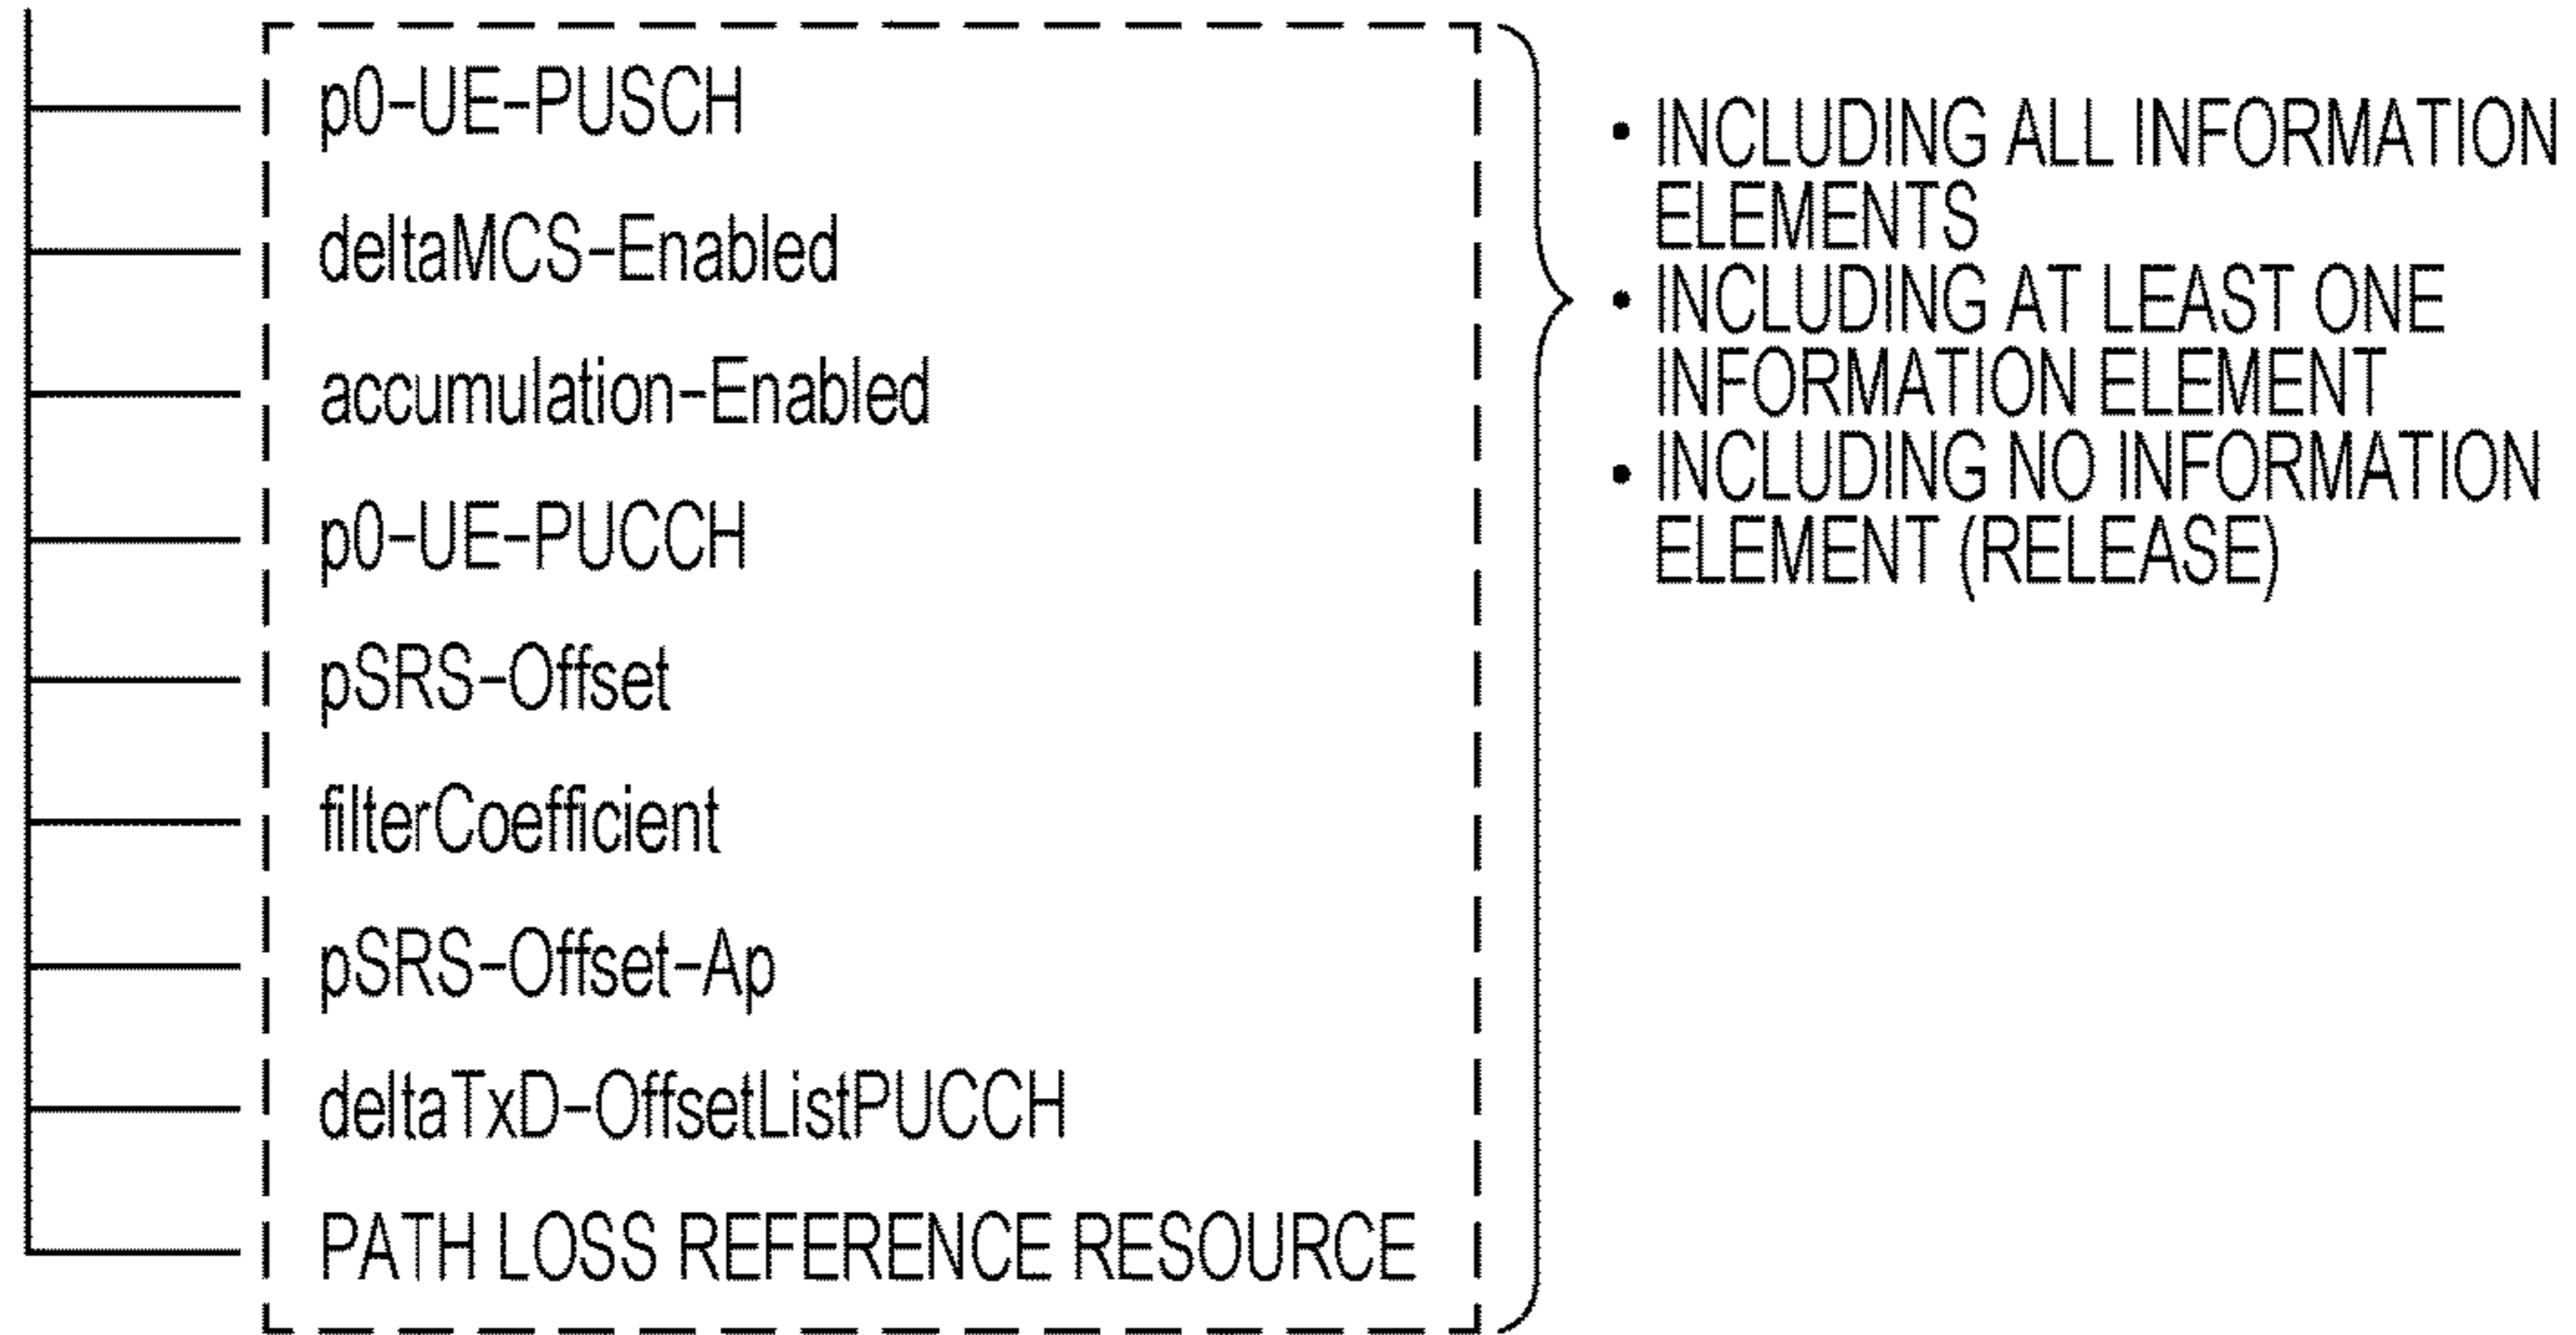 p0-UE-PUSCH
deltaMCS-Enabled
accumulation-Enabled
p0-UE-PUCCH
pSRS-Offset
filterCoefficient
pSRS-Offset-Ap
deltaTxD-OffsetListPUCCH
PATH LOSS REFERENCE RESOURCE
• INCLUDING ALL INFORMATION
ELEMENTS
• INCLUDING AT LEAST ONE
INFORMATION ELEMENT
• INCLUDING NO INFORMATION
ELEMENT (RELEASE)